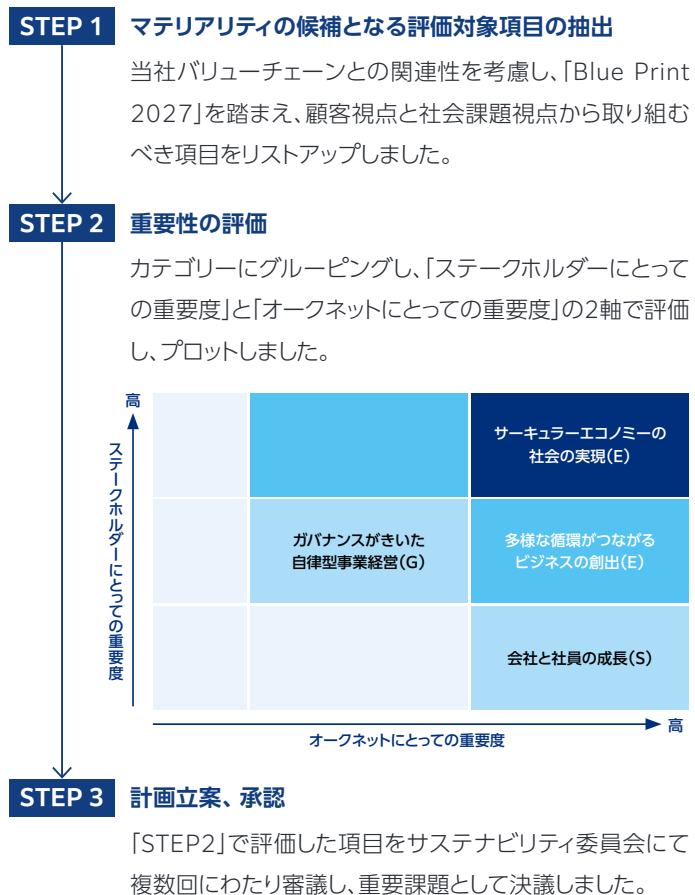 STEP 1 マテリアリティの候補となる評価対象項目の抽出
当社バリューチェーンとの関連性を考慮し、「Blue Print
2027」を踏まえ、顧客視点と社会課題視点から取り組む
べき項目をリストアップしました。
STEP 2 重要性の評価
カテゴリーにグルーピングし、「ステークホルダーにとって
の重要度」と「オークネットにとっての重要度」の2軸で評価
し、プロットしました。
高
ステークホルダーにとっての重要度
サーキュラーエコノミーの
社会の実現(E)
ガバナンスがきいた
自律型事業経営(G)
多様な循環がつながる
ビジネスの創出(E)
会社と社員の成長(S)
高
オークネットにとっての重要度
STEP 3 計画立案、承認
「STEP2」で評価した項目をサステナビリティ委員会にて
複数回にわたり審議し、重要課題として決議しました。